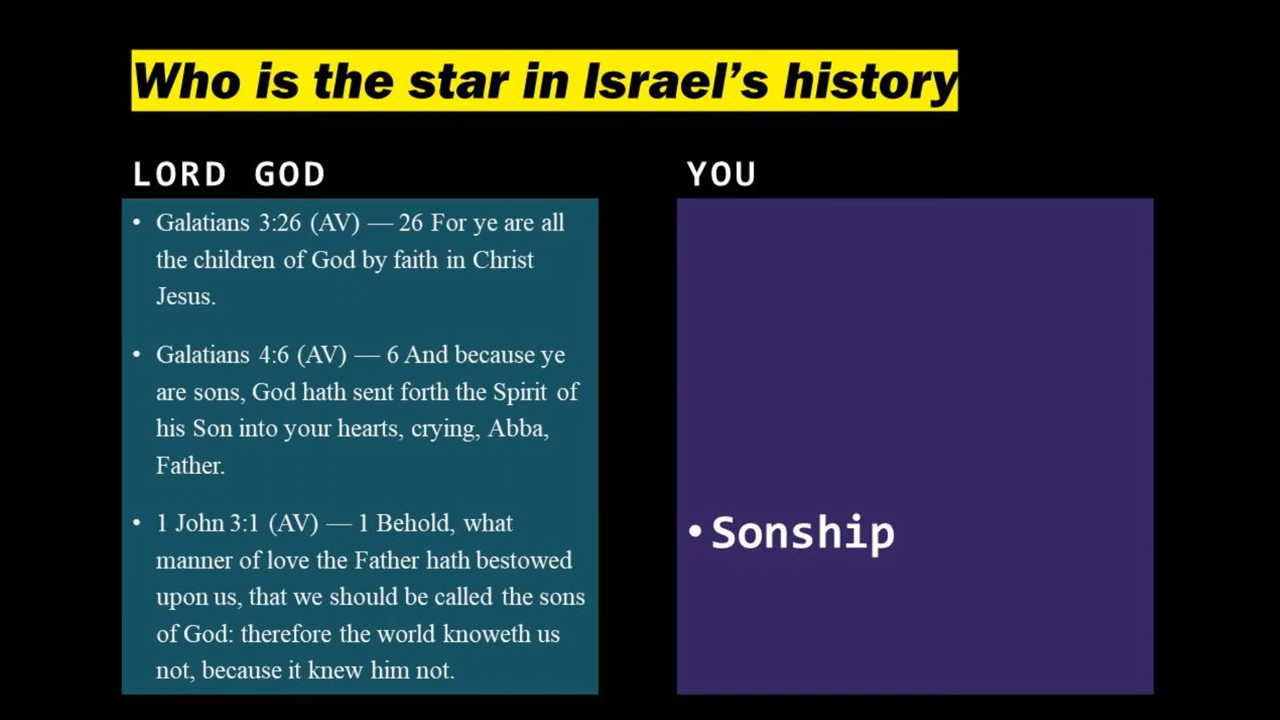 Who is the star in Israel’s history
LORD GOD
• Galatians 3:26 (AV) — 26 For ye are all
the children of God by faith in Christ
Jesus.
• Galatians 4:6 (AV) — 6 And because ye
are sons, God hath sent forth the Spirit of
his Son into your hearts, crying, Abba,
Father.
• 1 John 3:1 (AV) — 1 Behold, what
manner of love the Father hath bestowed
upon us, that we should be called the sons
of God: therefore the world knoweth us
not, because it knew him not.
YOU
• Sonship